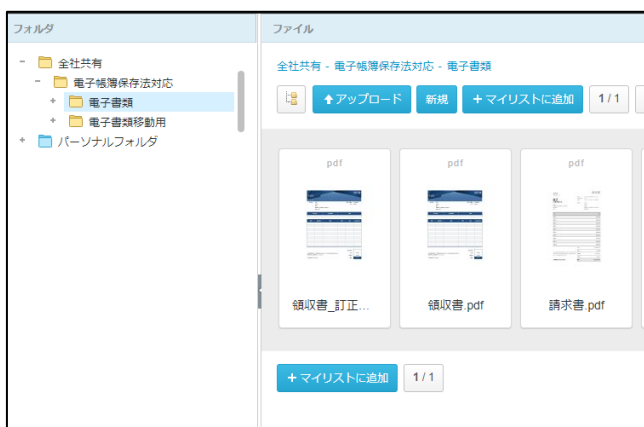 フォルダ
全社共有
電子帳簿保存法対応
電子書類
電子書類移動用
パーソナルフォルダ
ファイル
全社共有 - 電子帳簿保存法対応 - 電子書類
アップロード 新規 +マイリストに追加 1 / 1
pdf pdf pdf
領収書_訂正... 領収書.pdf 請求書.pdf
+マイリストに追加 1 / 1